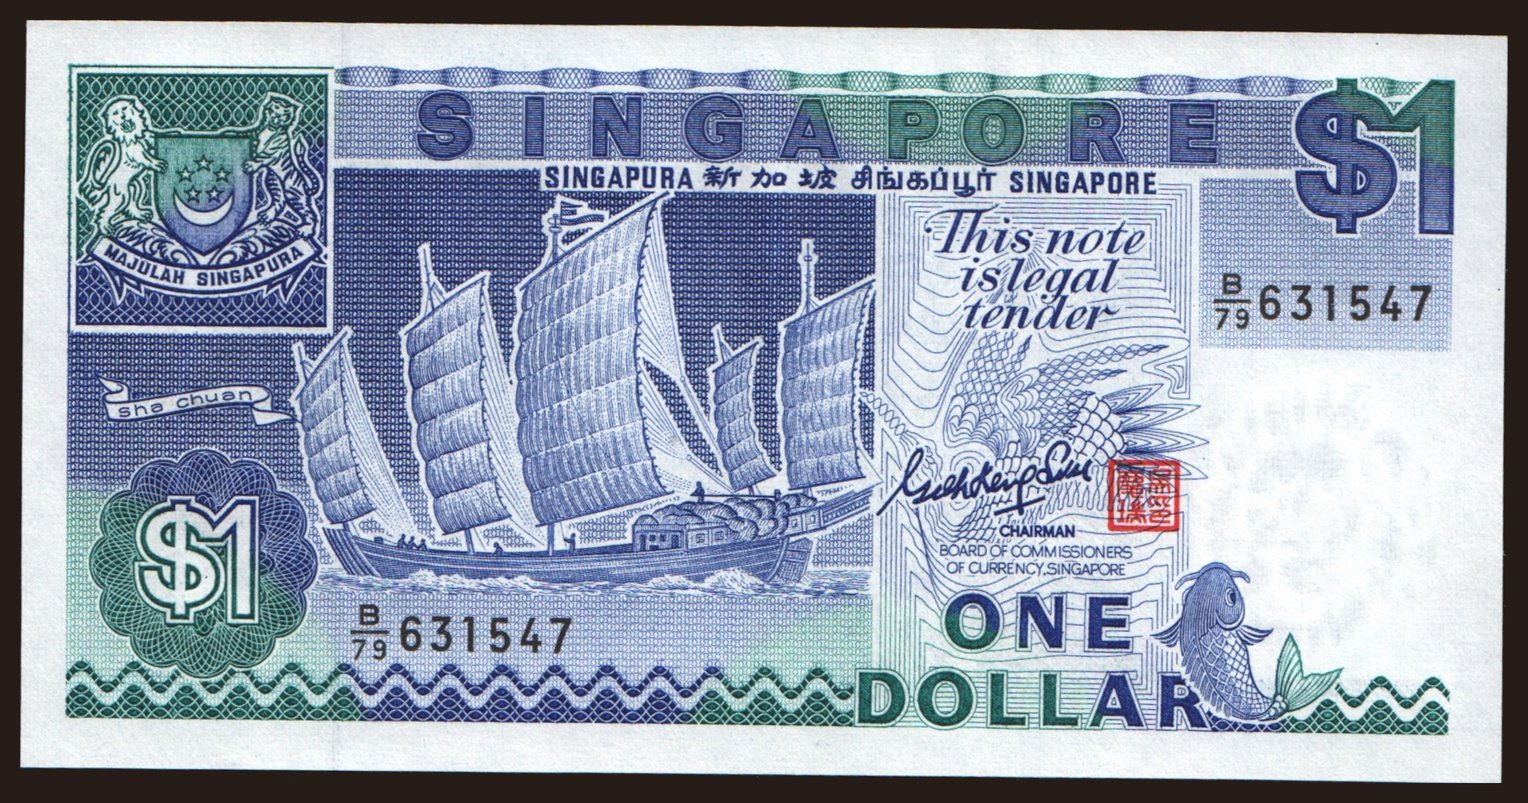 SINGAPORE
$1
SINGAPURA 新加坡 சிங்கப்பூர் SINGAPORE
MAJULAH SINGAPURA
This note
is legal
tender
B/79 631547
sha chuan
CHAIRMAN
BOARD OF COMMISSIONERS
OF CURRENCY, SINGAPORE
$1
B/79 631547
ONE
DOLLAR